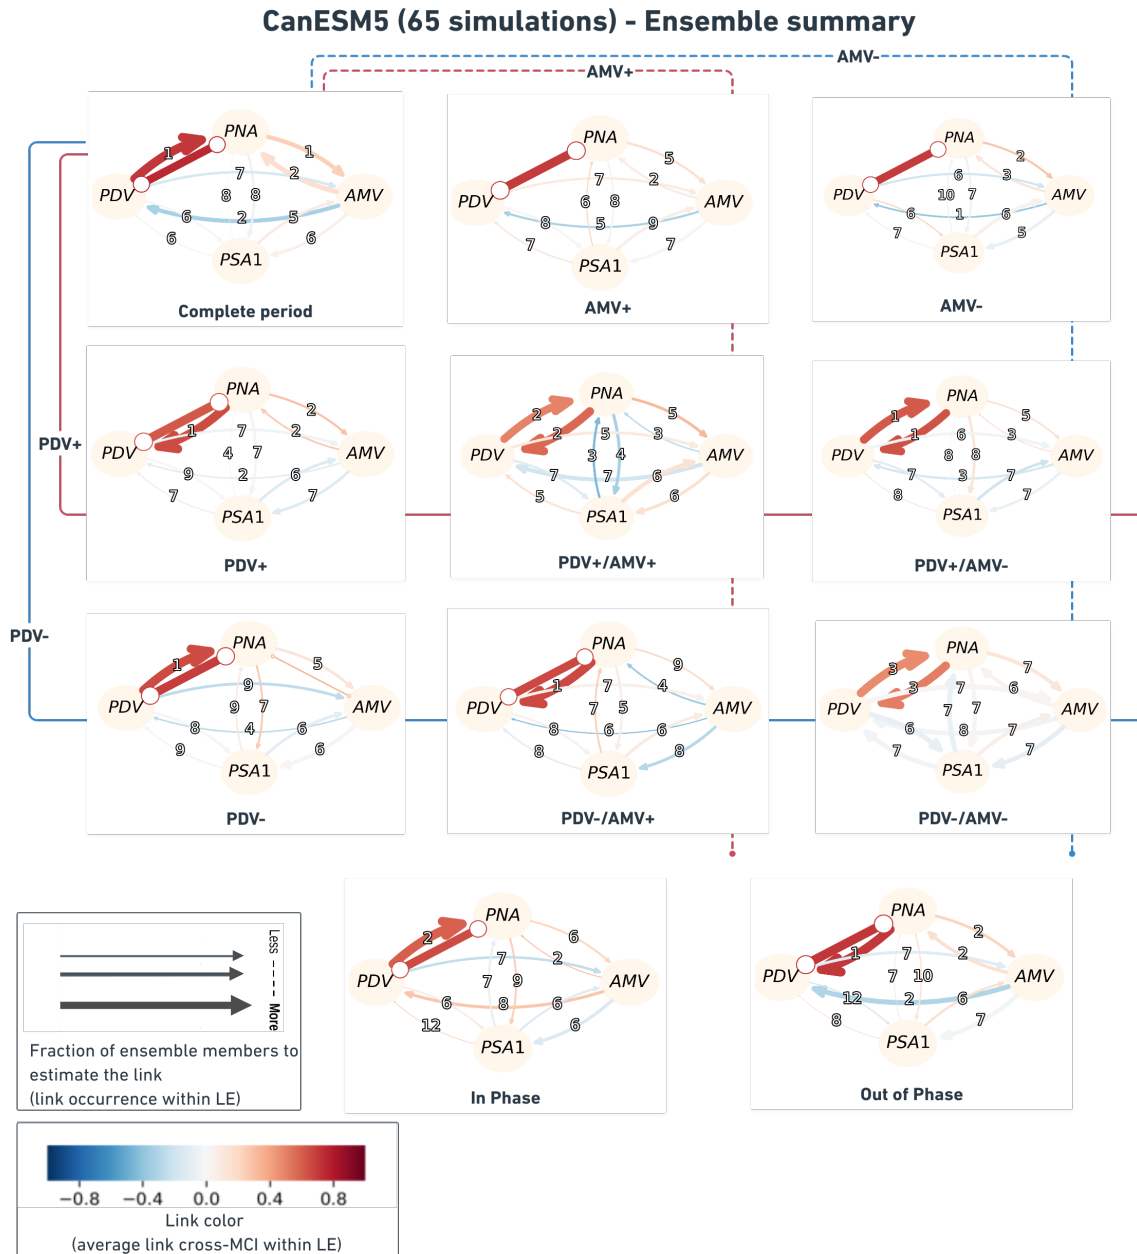 CanESM5 (65 simulations) - Ensemble summary
AMV-
AMV+
PNA
1
1
7
2
PDV
8
8
AMV
6
2
5
6
6
PSA1
Complete period
PNA
5
7
2
PDV
6
8
AMV
8
5
9
7
7
PSA1
AMV+
PNA
2
6
3
PDV
10
7
AMV
6
1
6
7
5
PSA1
AMV-
PDV+
PNA
2
1
7
2
PDV
4
7
AMV
9
2
6
7
7
PSA1
PDV+
PNA
2
5
2
5
3
PDV
3
4
AMV
7
7
6
5
6
PSA1
PDV+/AMV+
PNA
1
5
1
6
3
PDV
8
8
AMV
7
3
7
8
7
PSA1
PDV+/AMV-
PDV-
PNA
1
5
9
PDV
9
7
AMV
8
4
6
9
6
PSA1
PDV-
PNA
9
1
7
4
PDV
7
5
AMV
8
6
6
8
8
PSA1
PDV-/AMV+
PNA
3
7
3
7
6
PDV
7
7
AMV
6
8
7
7
7
PSA1
PDV-/AMV-
PNA
2
6
7
2
PDV
7
9
AMV
6
8
6
12
6
PSA1
In Phase
PNA
2
1
7
2
PDV
7
10
AMV
12
2
6
8
7
PSA1
Out of Phase
Less
More
Fraction of ensemble members to
estimate the link
(link occurrence within LE)
−0.8 −0.4 0.0 0.4 0.8
Link color
(average link cross-MCI within LE)